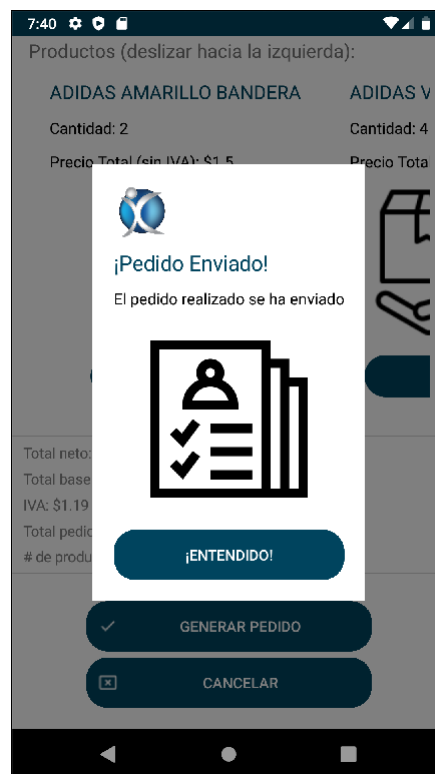 7:40
Productos (deslizar hacia la izquierda):
ADIDAS AMARILLO BANDERA
ADIDAS V
Cantidad: 2
Cantidad: 4
Precio Total (sin IVA): $1.5
Precio Tota
¡Pedido Enviado!
El pedido realizado se ha enviado
Total neto:
Total base
IVA: $1.19
Total pedid
# de produ
¡ENTENDIDO!
GENERAR PEDIDO
CANCELAR